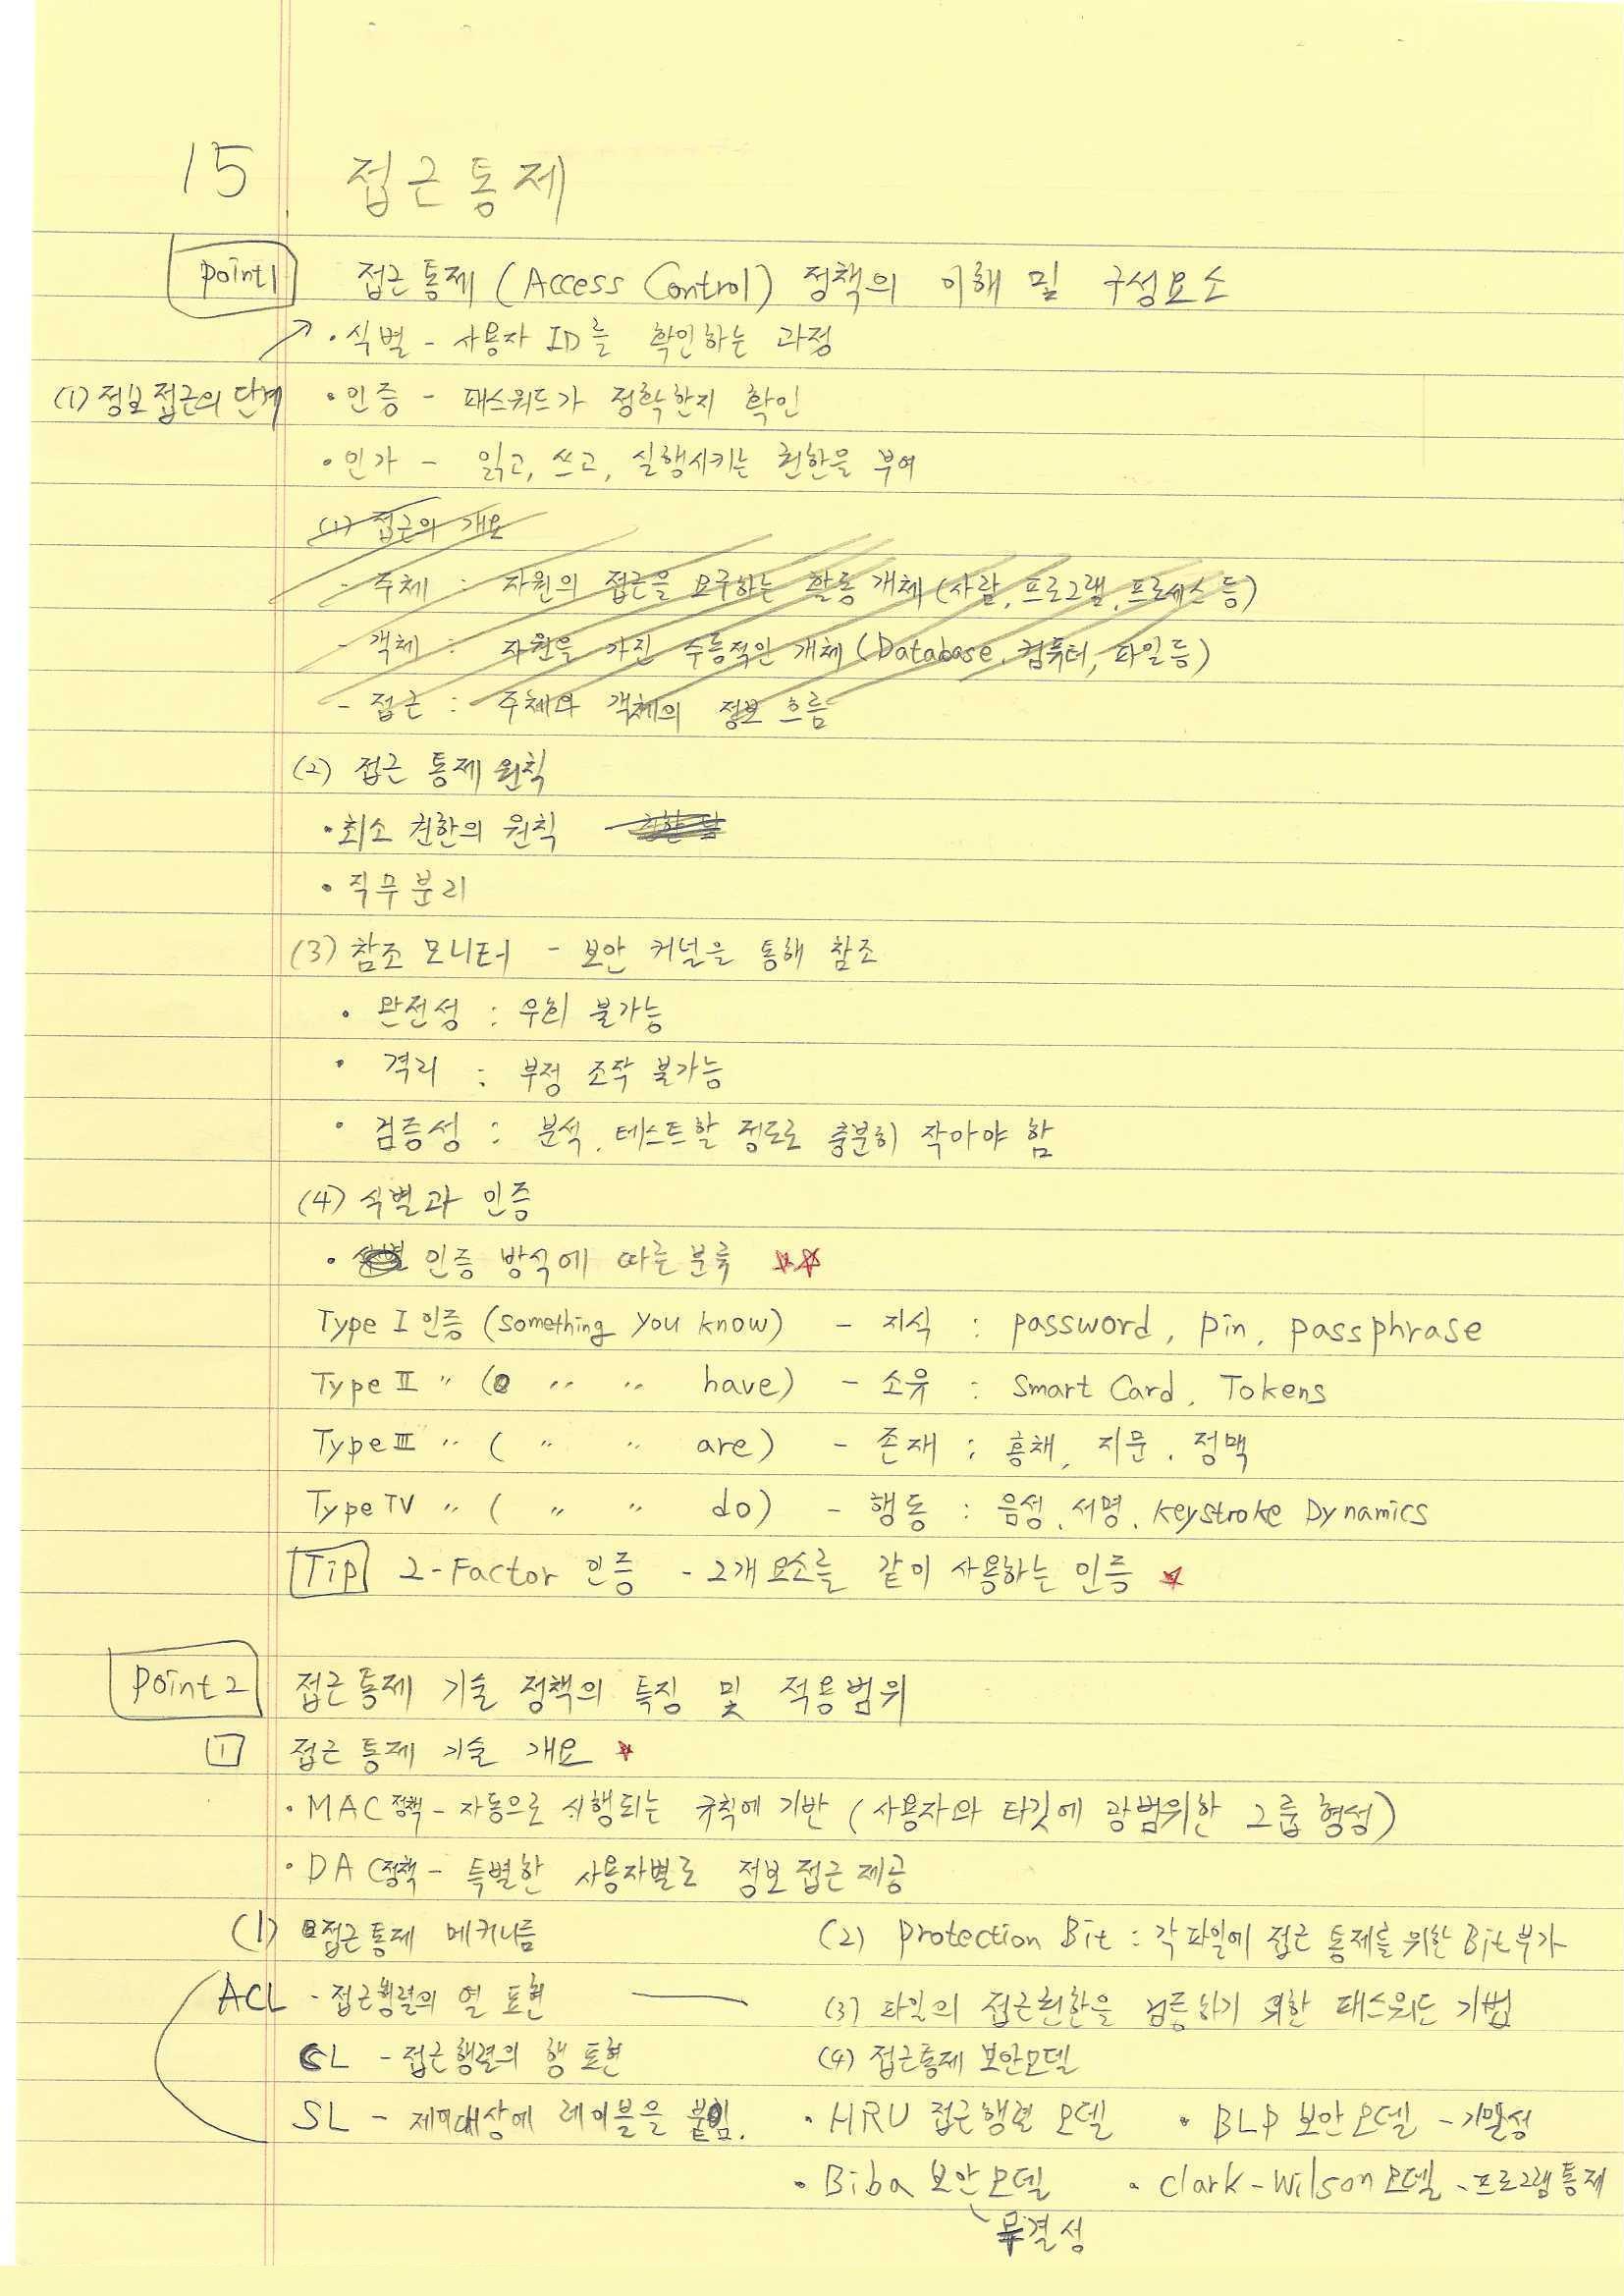 15 접근통제
point1 접근통제 (Access Control) 정책의 이해 및 구성요소
· 식별 - 사용자 ID를 확인하는 과정
(1) 정보 접근의 단계 · 인증 - 패스워드가 정확한지 확인
· 인가 - 읽고, 쓰고, 실행시키는 권한을 부여
(1) 접근의 개요
- 주체 : 자원의 접근을 요구하는 활동 개체 (사람, 프로그램, 프로세스 등)
- 객체 : 자원을 가진 수동적인 개체 (Database, 컴퓨터, 파일등)
- 접근 : 주체와 객체의 정보 흐름
(2) 접근 통제 원칙
· 최소 권한의 원칙
· 직무분리
(3) 참조 모니터 - 보안 커널을 통해 참조
· 완전성 : 우회 불가능
· 격리 : 부정 조작 불가능
· 검증성 : 분석, 테스트할 정도로 충분히 작아야 함
(4) 식별과 인증
· 인증 방식에 따른 분류 ☆☆
Type I 인증 (something you know) - 지식 : password, pin, passphrase
Type II 〃 ( 〃 〃 have) - 소유 : Smart Card, Tokens
Type III 〃 ( 〃 〃 are) - 존재 : 홍채, 지문, 정맥
Type IV 〃 ( 〃 〃 do) - 행동 : 음성, 서명, keystroke Dynamics
Tip 2-Factor 인증 - 2개 요소를 같이 사용하는 인증 ☆
point2 접근통제 기술 정책의 특징 및 적용범위
1 접근 통제 기술 개요 ☆
· MAC 정책 - 자동으로 시행되는 규칙에 기반 (사용자와 타깃에 광범위한 그룹 형성)
· DAC 정책 - 특별한 사용자별로 정보 접근 제공
(1) 접근통제 메커니즘
ACL - 접근행렬의 열 표현
CL - 접근행렬의 행 표현
SL - 제어대상에 레이블을 붙임.
(2) Protection Bit : 각 파일에 접근 통제를 위한 Bit 부가
(3) 파일의 접근권한을 검증하기 위한 패스워드 기법
(4) 접근통제 보안모델
· HRU 접근행렬 모델 · BLP 보안모델 - 기밀성
· Biba 보안모델 · Clark-Wilson 모델 - 프로그램 통제
무결성